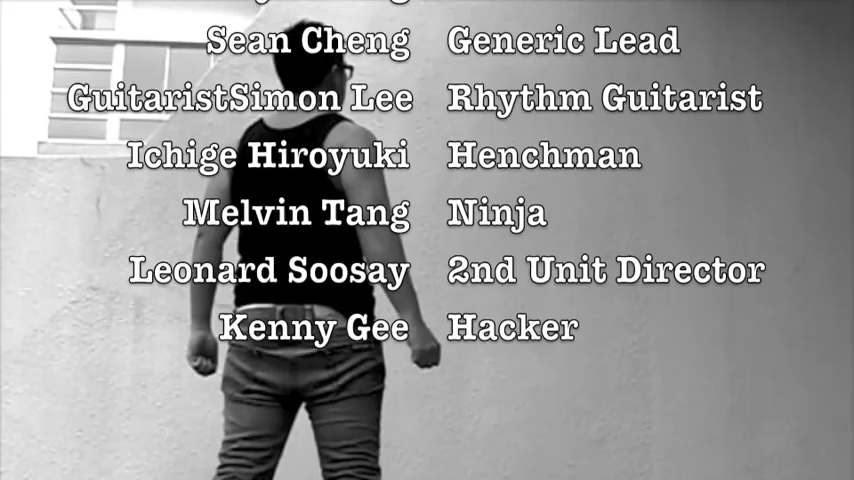 Sean Cheng Generic Lead
GuitaristSimon Lee Rhythm Guitarist
Ichige Hiroyuki Henchman
Melvin Tang Ninja
Leonard Soosay 2nd Unit Director
Kenny Gee Hacker